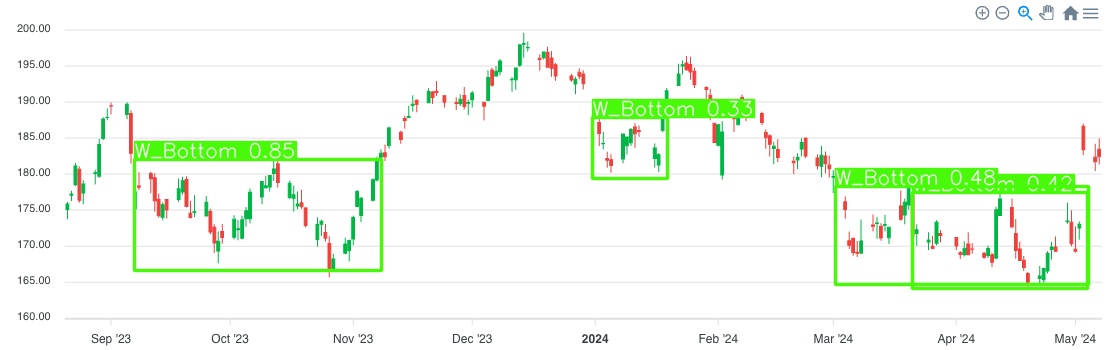 200.00
195.00
190.00
185.00
180.00
175.00
170.00
165.00
160.00
W_Bottom 0.85
W_Bottom 0.33
W_Bottom 0.48
W_Bottom 0.42
Sep '23
Oct '23
Nov '23
Dec '23
2024
Feb '24
Mar '24
Apr '24
May '24